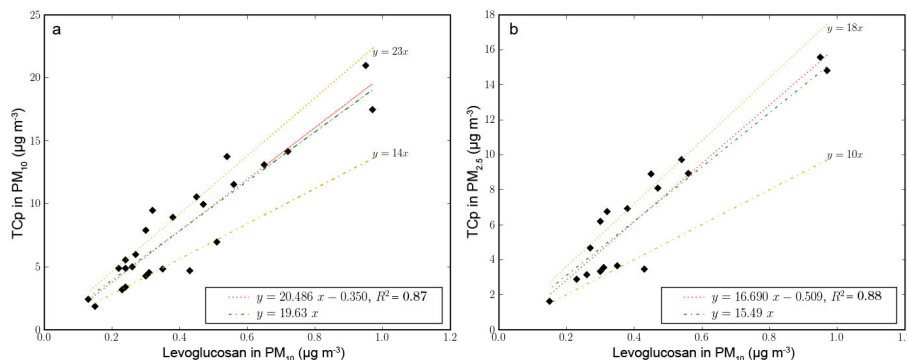 a
25
20
15
10
5
0
0.0 0.2 0.4 0.6 0.8 1.0 1.2
TCp in PM10 (μg m-3)
Levoglucosan in PM10 (μg m-3)
y = 23x
y = 14x
y = 20.486 x − 0.350, R² = 0.87
y = 19.63 x
b
18
16
14
12
10
8
6
4
2
0
0.0 0.2 0.4 0.6 0.8 1.0 1.2
TCp in PM2.5 (μg m-3)
Levoglucosan in PM10 (μg m-3)
y = 18x
y = 10x
y = 16.690 x − 0.509, R² = 0.88
y = 15.49 x